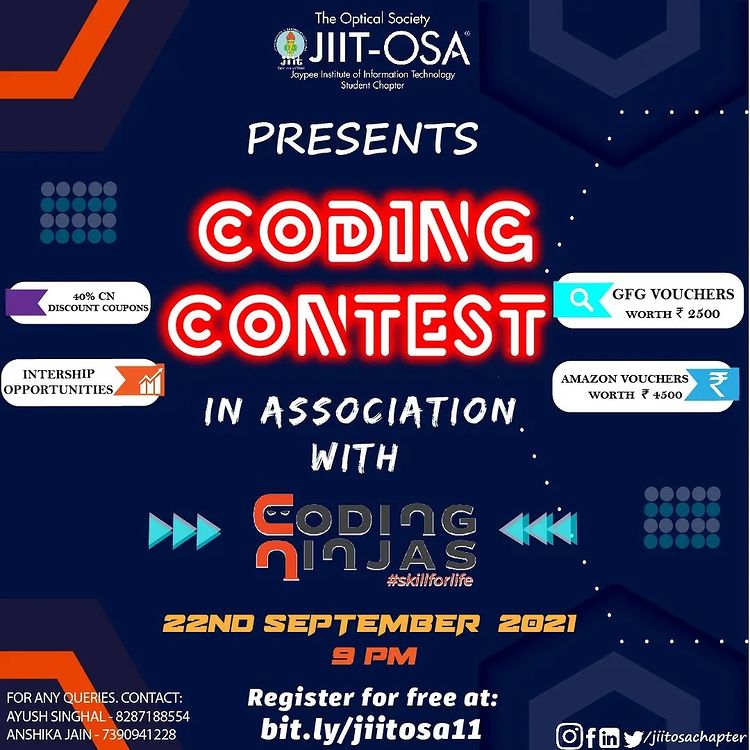 The Optical Society
JIIT
JIIT-OSA
Jaypee Institute of Information Technology
Student Chapter
PRESENTS
CODING
CONTEST
40% CN
DISCOUNT COUPONS
GFG VOUCHERS
WORTH ₹ 2500
INTERSHIP
OPPORTUNITIES
AMAZON VOUCHERS
WORTH ₹ 4500
IN ASSOCIATION
WITH
CODING
NINJAS
#skillforlife
22ND SEPTEMBER 2021
9 PM
FOR ANY QUERIES. CONTACT:
AYUSH SINGHAL - 8287188554
ANSHIKA JAIN - 7390941228
Register for free at:
bit.ly/jiitosa11
/jiitosachapter